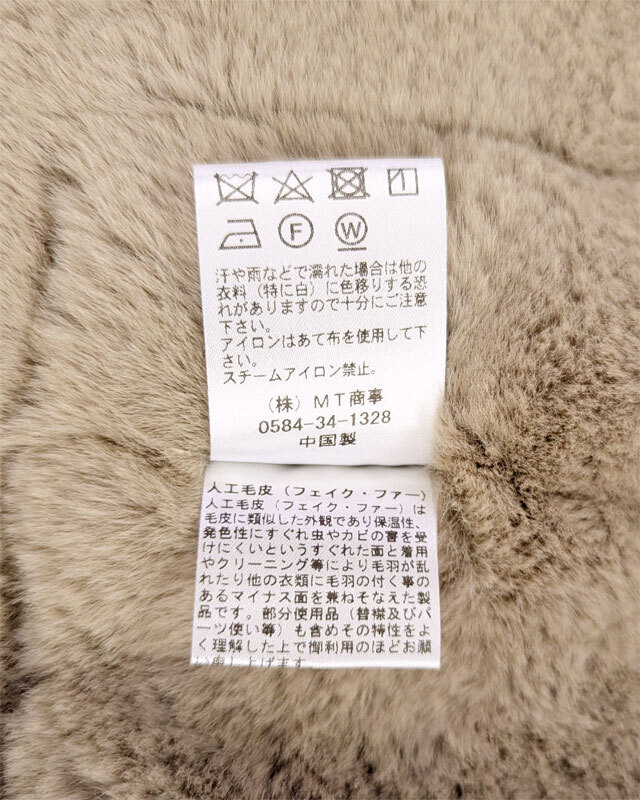 F W
汗や雨などで濡れた場合は他の
衣料（特に白）に色移りする恐
れがありますので十分にご注意
下さい。
アイロンはあて布を使用して下
さい。
スチームアイロン禁止。
（株）ＭＴ商事
0584-34-1328
中国製
人工毛皮（フェイク・ファー）
人工毛皮（フェイク・ファー）は
毛皮に類似した外観であり保温性、
発色性にすぐれ虫やカビの害を受
けにくいというすぐれた面と着用
やクリーニング等により毛羽が乱
れたり他の衣類に毛羽の付く事の
あるマイナス面を兼ねそなえた製
品です。部分使用品（替襟及びパ
ーツ使い等）も含めその特性をよ
く理解した上で御利用のほどお願
い申し上げます。